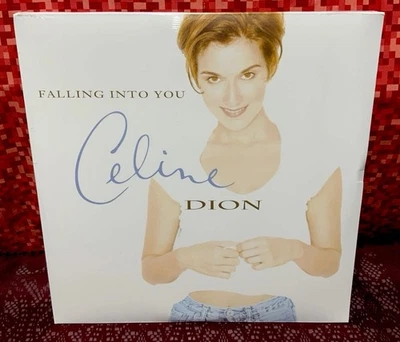 FALLING INTO YOU
Celine
DION